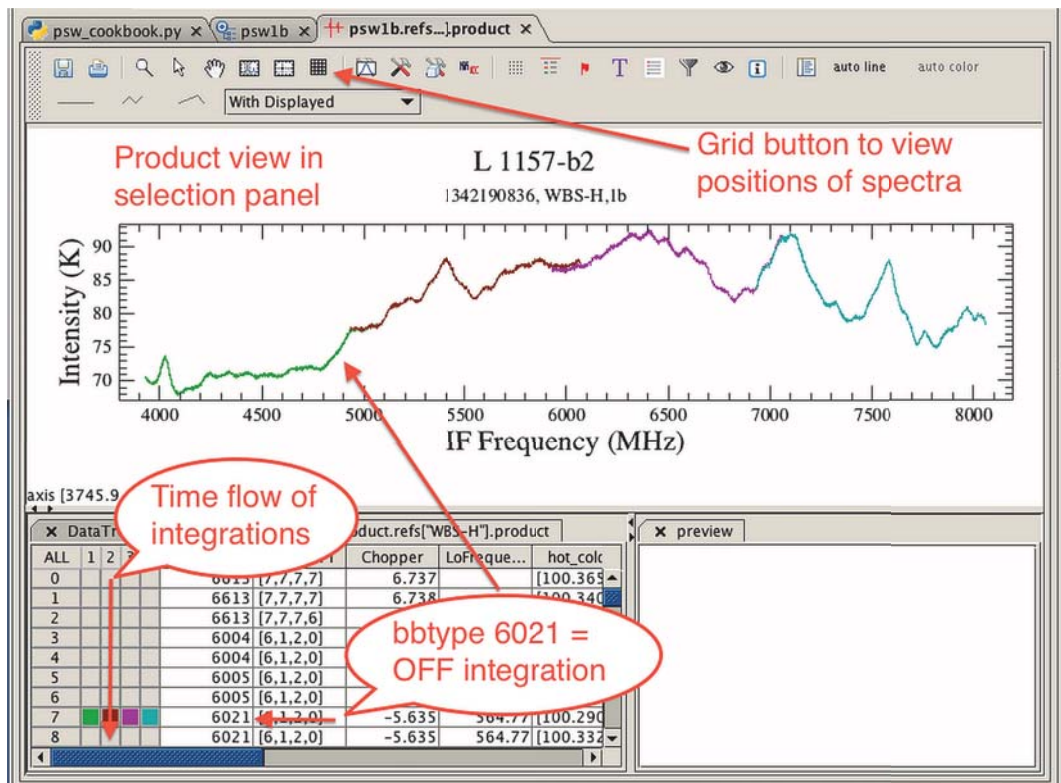 psw_cookbook.py × psw1b × psw1b.refs...].product ×
T auto line auto color
With Displayed
Product view in
selection panel
Grid button to view
positions of spectra
L 1157-b2
1342190836, WBS-H,1b
Intensity (K)
90
85
80
75
70
4000 4500 5000 5500 6000 6500 7000 7500 8000
IF Frequency (MHz)
axis [3745.9
Time flow of
integrations
× DataTr duct.refs["WBS-H"].product × preview
ALL 1 2 3 Chopper LoFreque... hot_cold
0 6613 [7,7,7,7] 6.737 [100.365
1 6613 [7,7,7,7] 6.738 [100.340
2 6613 [7,7,7,6]
3 6004 [6,1,2,0]
4 6004 [6,1,2,0]
5 6005 [6,1,2,0]
6 6005 [6,1,2,0]
7 6021 [6,1,2,0] -5.635 564.77 [100.290
8 6021 [6,1,2,0] -5.635 564.77 [100.332
bbtype 6021 =
OFF integration